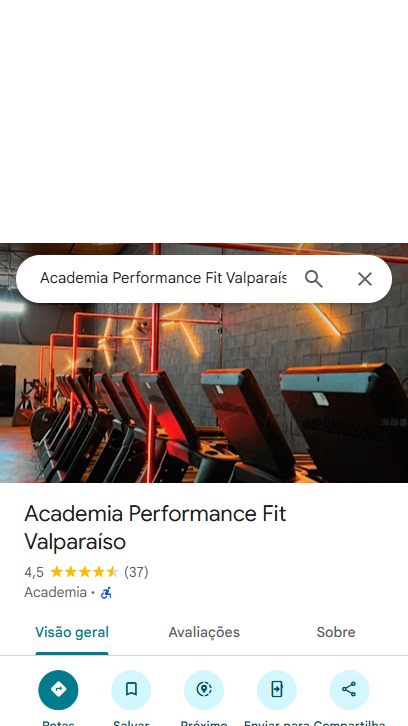 Academia Performance Fit Valparaís
Academia Performance Fit
Valparaíso
4,5 (37)
Academia ·
Visão geral Avaliações Sobre
Rotas Salvar Próximo Enviar para Compartilha